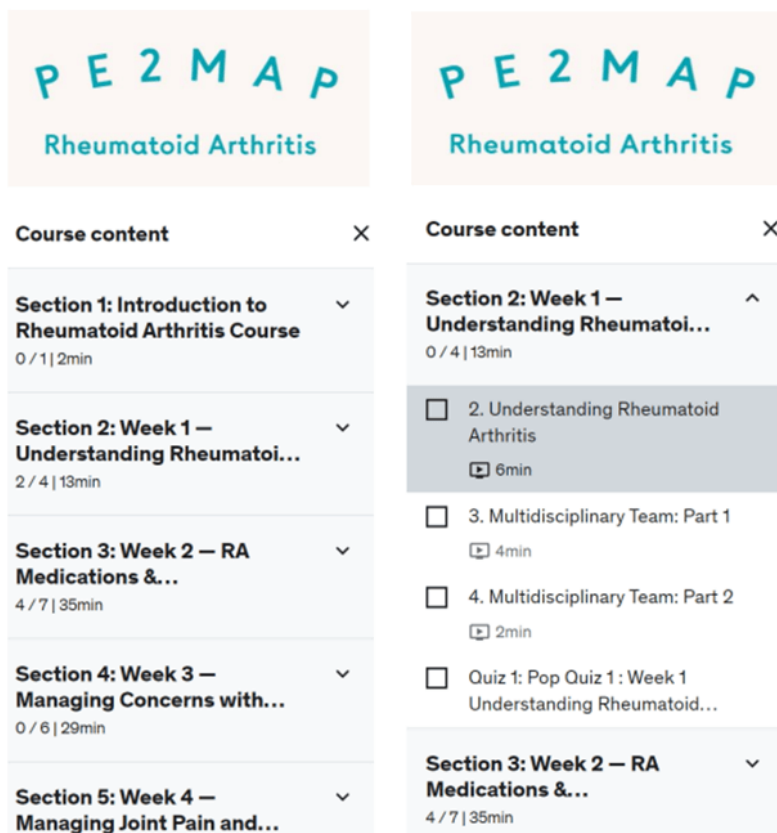 PE2MAP
Rheumatoid Arthritis
Course content
Section 1: Introduction to
Rheumatoid Arthritis Course
0 / 1 | 2min
Section 2: Week 1 —
Understanding Rheumatoi...
2 / 4 | 13min
Section 3: Week 2 — RA
Medications &...
4 / 7 | 35min
Section 4: Week 3 —
Managing Concerns with...
0 / 6 | 29min
Section 5: Week 4 —
Managing Joint Pain and...
PE2MAP
Rheumatoid Arthritis
Course content
Section 2: Week 1 —
Understanding Rheumatoi...
0 / 4 | 13min
2. Understanding Rheumatoid
Arthritis
6min
3. Multidisciplinary Team: Part 1
4min
4. Multidisciplinary Team: Part 2
2min
Quiz 1: Pop Quiz 1 : Week 1
Understanding Rheumatoid...
Section 3: Week 2 — RA
Medications &...
4 / 7 | 35min